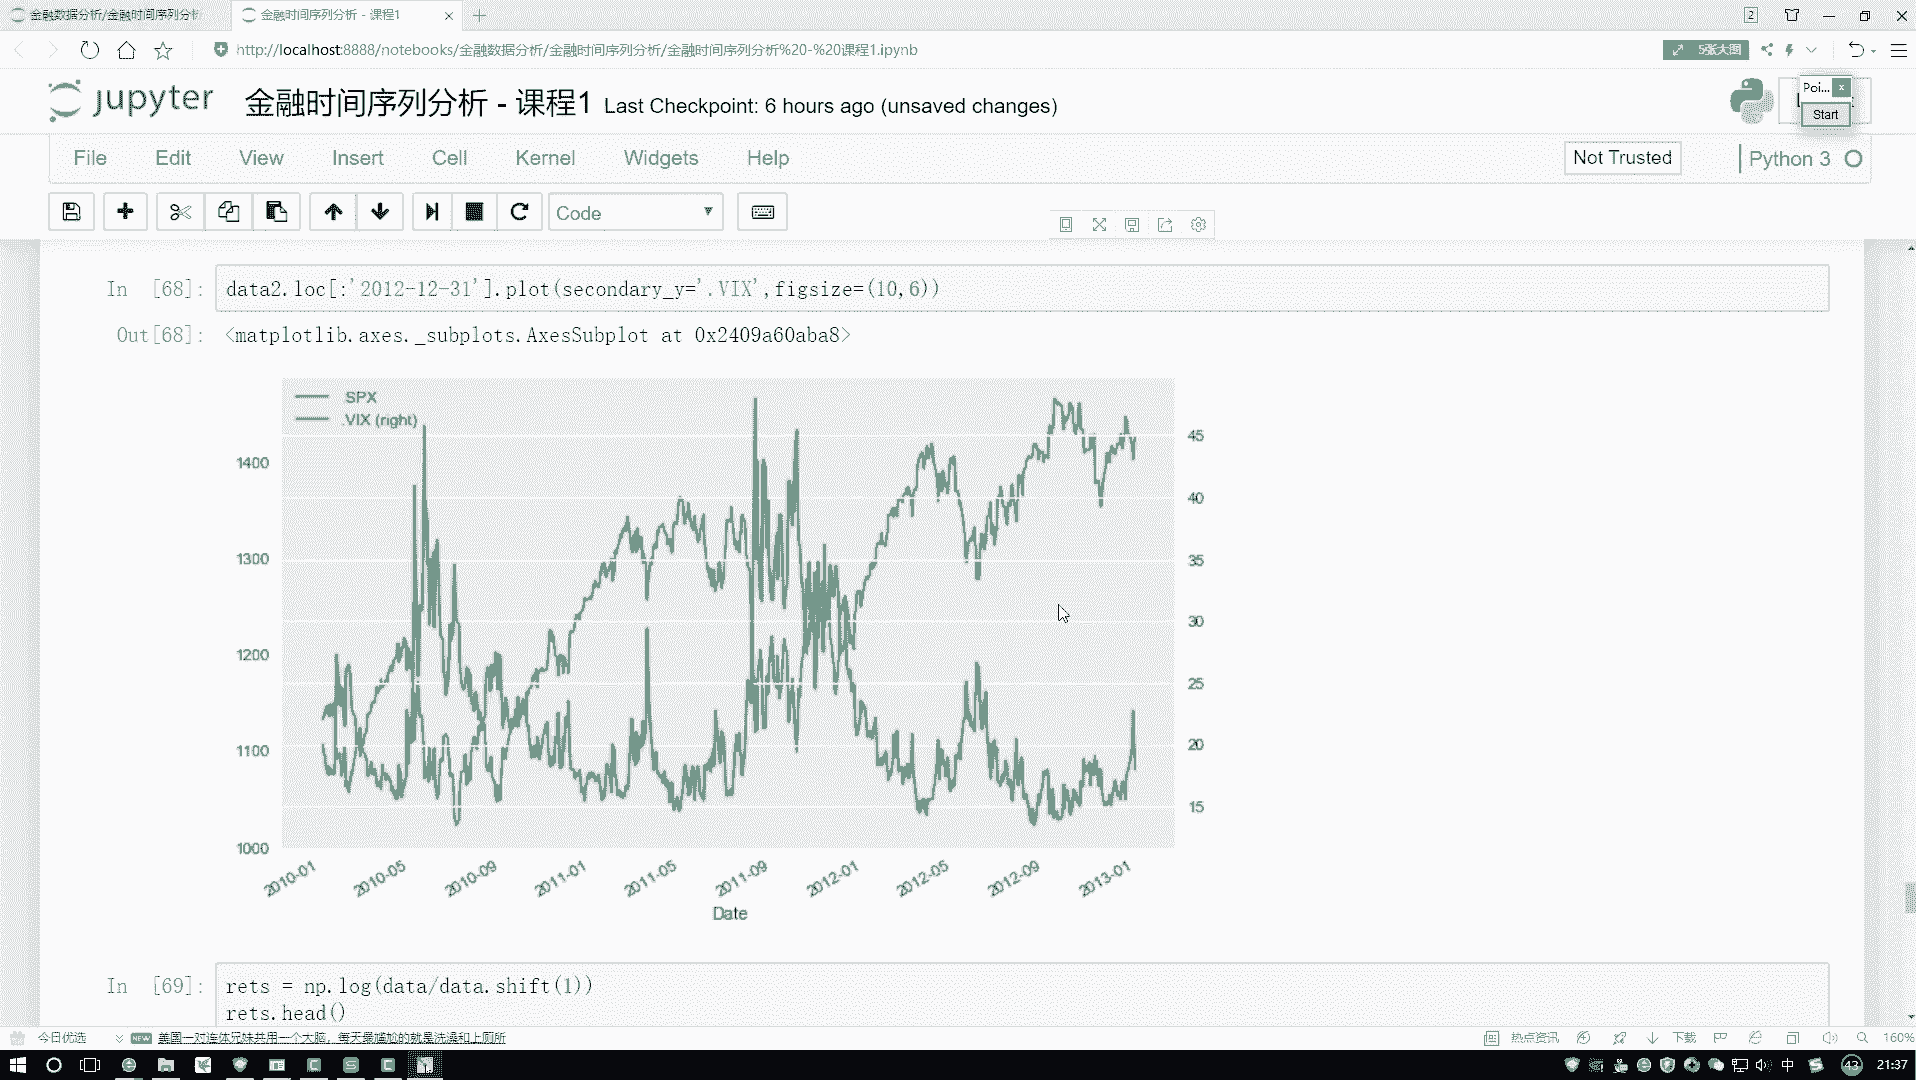 金融数据分析/金融时间序列分析
金融时间序列分析 - 课程1
2
http://localhost:8888/notebooks/金融数据分析/金融时间序列分析/金融时间序列分析%20-%20课程1.ipynb
5张大图
jupyter 金融时间序列分析 - 课程1 Last Checkpoint: 6 hours ago (unsaved changes)
Poi... x
Start
File Edit View Insert Cell Kernel Widgets Help
Not Trusted
Python 3
Code
In [68]: data2.loc[:'2012-12-31'].plot(secondary_y='.VIX',figsize=(10,6))
Out[68]: <matplotlib.axes._subplots.AxesSubplot at 0x2409a60aba8>
SPX
.VIX (right)
1400
1300
1200
1100
1000
45
40
35
30
25
20
15
2010-01 2010-05 2010-09 2011-01 2011-05 2011-09 2012-01 2012-05 2012-09 2013-01
Date
In [69]: rets = np.log(data/data.shift(1))
rets.head()
今日优选 NEW 美国一对连体兄妹共用一个大脑，每天最尴尬的就是洗澡和上厕所
热点资讯 下载 160%
中 43 21:37